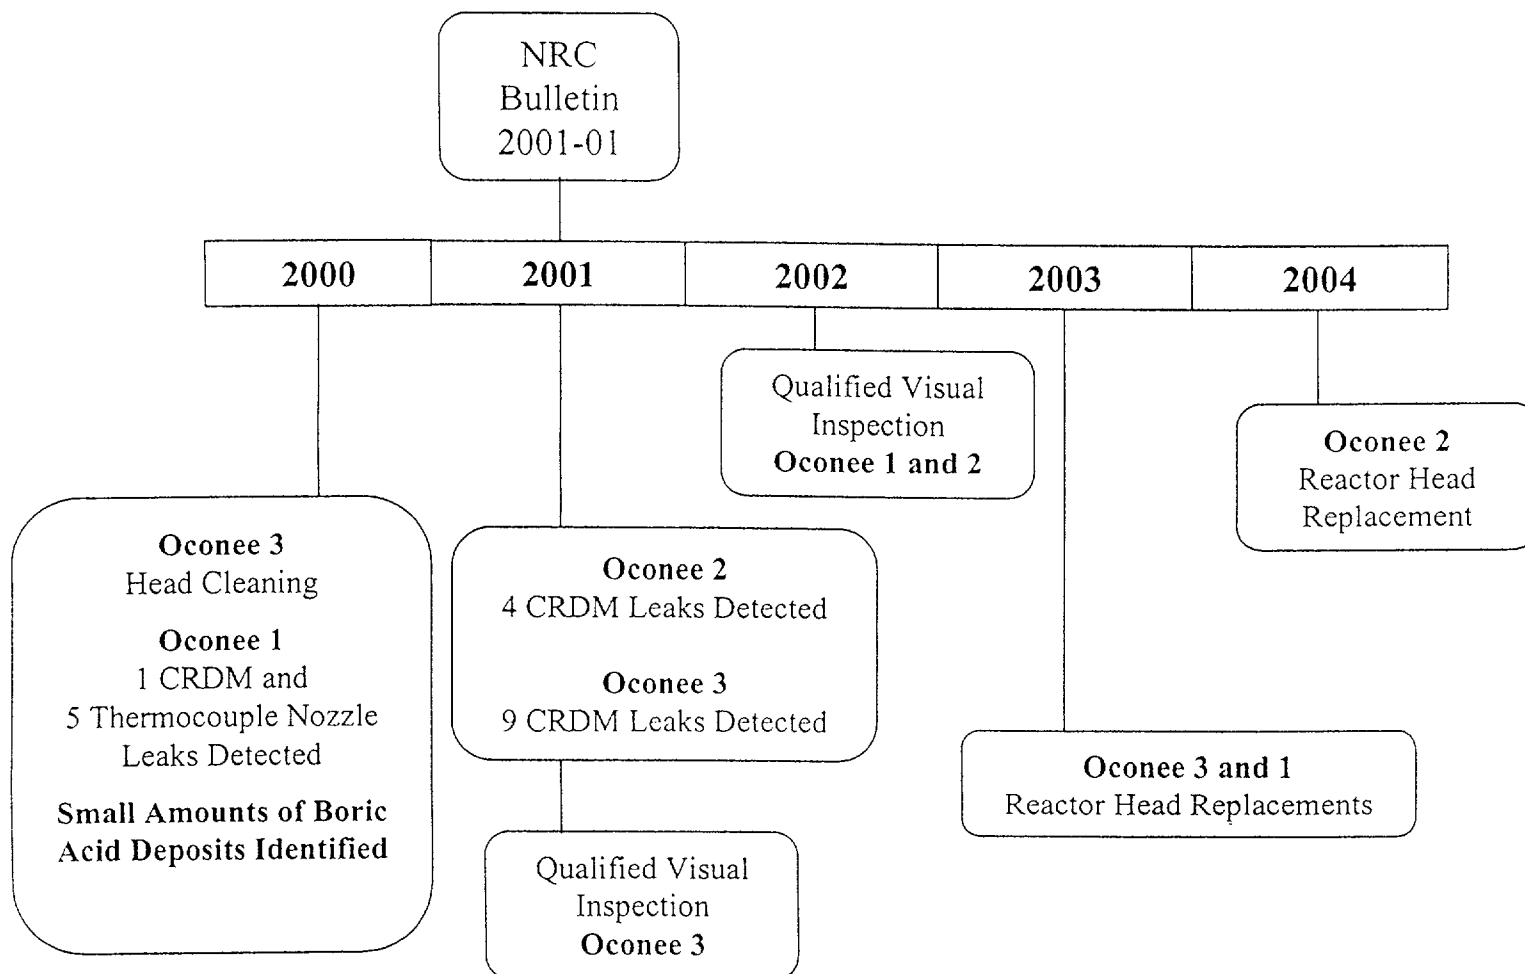 NRC
Bulletin
2001-01
2000 2001 2002 2003 2004
Oconee 3
Head Cleaning
Oconee 1
1 CRDM and
5 Thermocouple Nozzle
Leaks Detected
Small Amounts of Boric
Acid Deposits Identified
Oconee 2
4 CRDM Leaks Detected
Oconee 3
9 CRDM Leaks Detected
Qualified Visual
Inspection
Oconee 3
Qualified Visual
Inspection
Oconee 1 and 2
Oconee 3 and 1
Reactor Head Replacements
Oconee 2
Reactor Head
Replacement